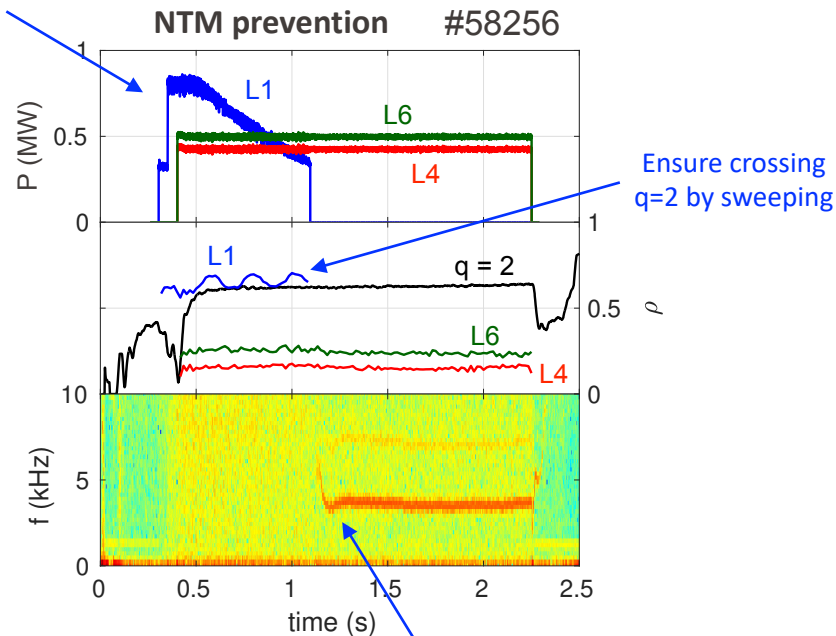 NTM prevention #58256
1
0.5
0
P (MW)
L1
L6
L4
Ensure crossing
q=2 by sweeping
1
0.5
0
ρ
L1
q = 2
L6
L4
10
5
0
f (kHz)
0 0.5 1 1.5 2 2.5
time (s)